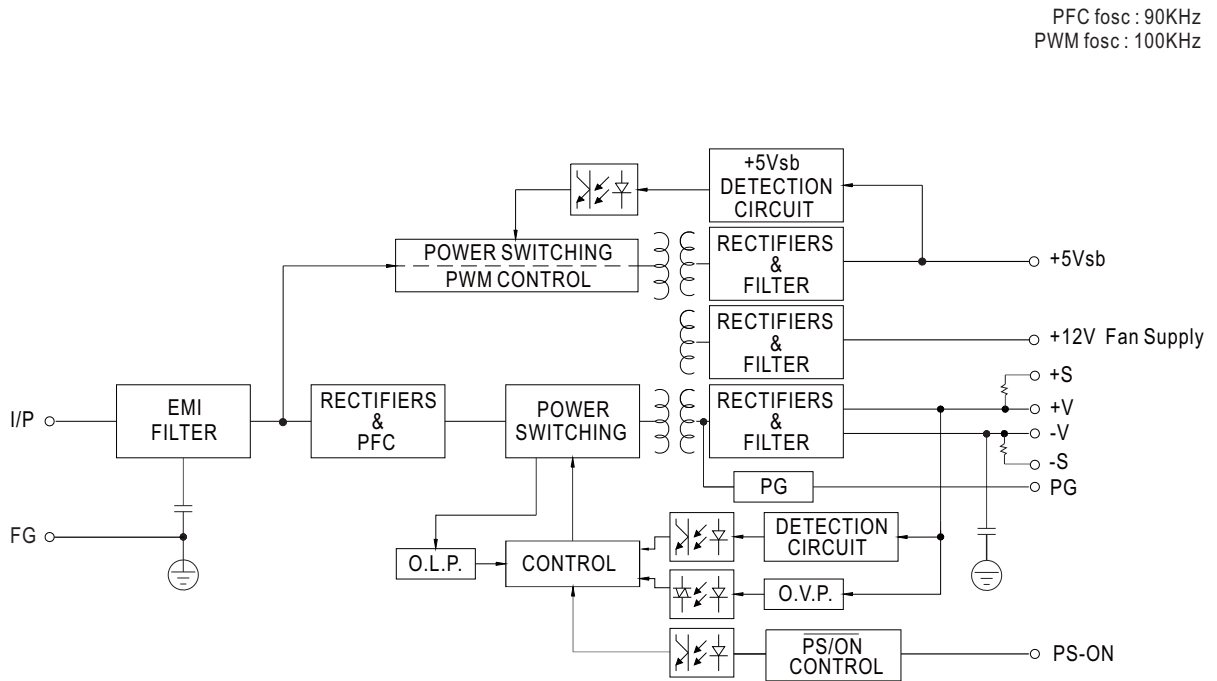 PFC fosc : 90KHz
PWM fosc : 100KHz
+5Vsb
DETECTION
CIRCUIT
POWER SWITCHING
PWM CONTROL
RECTIFIERS
&
FILTER
+5Vsb
RECTIFIERS
&
FILTER
+12V Fan Supply
I/P
EMI
FILTER
RECTIFIERS
&
PFC
POWER
SWITCHING
RECTIFIERS
&
FILTER
+S
+V
-V
-S
PG
PG
FG
O.L.P.
CONTROL
DETECTION
CIRCUIT
O.V.P.
PS/ON
CONTROL
PS-ON